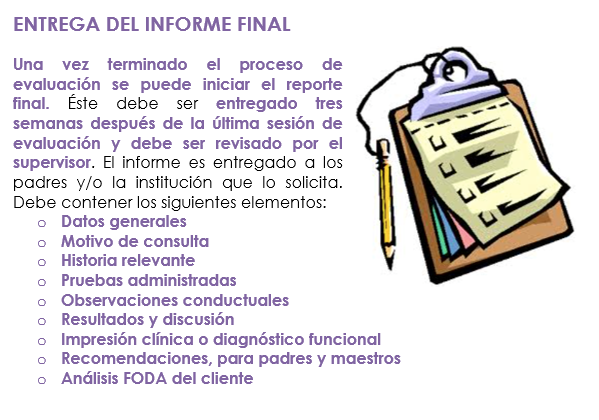 ENTREGA DEL INFORME FINAL
Una vez terminado el proceso de
evaluación se puede iniciar el reporte
final. Éste debe ser entregado tres
semanas después de la última sesión de
evaluación y debe ser revisado por el
supervisor. El informe es entregado a los
padres y/o la institución que lo solicita.
Debe contener los siguientes elementos:
o Datos generales
o Motivo de consulta
o Historia relevante
o Pruebas administradas
o Observaciones conductuales
o Resultados y discusión
o Impresión clínica o diagnóstico funcional
o Recomendaciones, para padres y maestros
o Análisis FODA del cliente